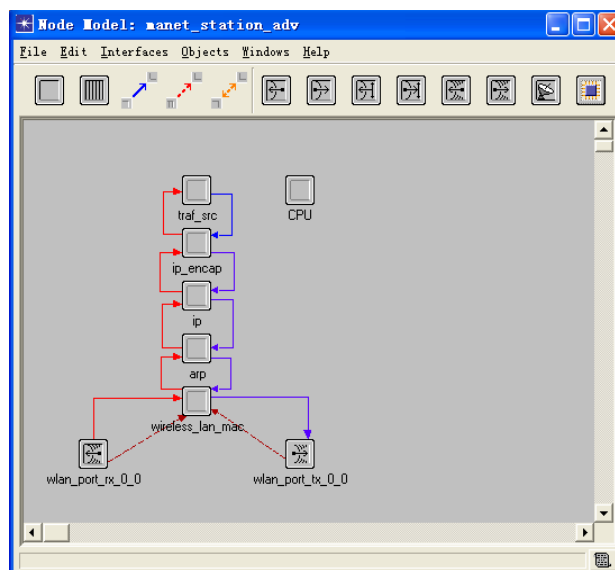 Node Model: manet_station_adv
File Edit Interfaces Objects Windows Help
traf_src
CPU
ip_encap
ip
arp
wireless_lan_mac
wlan_port_rx_0_0
wlan_port_tx_0_0